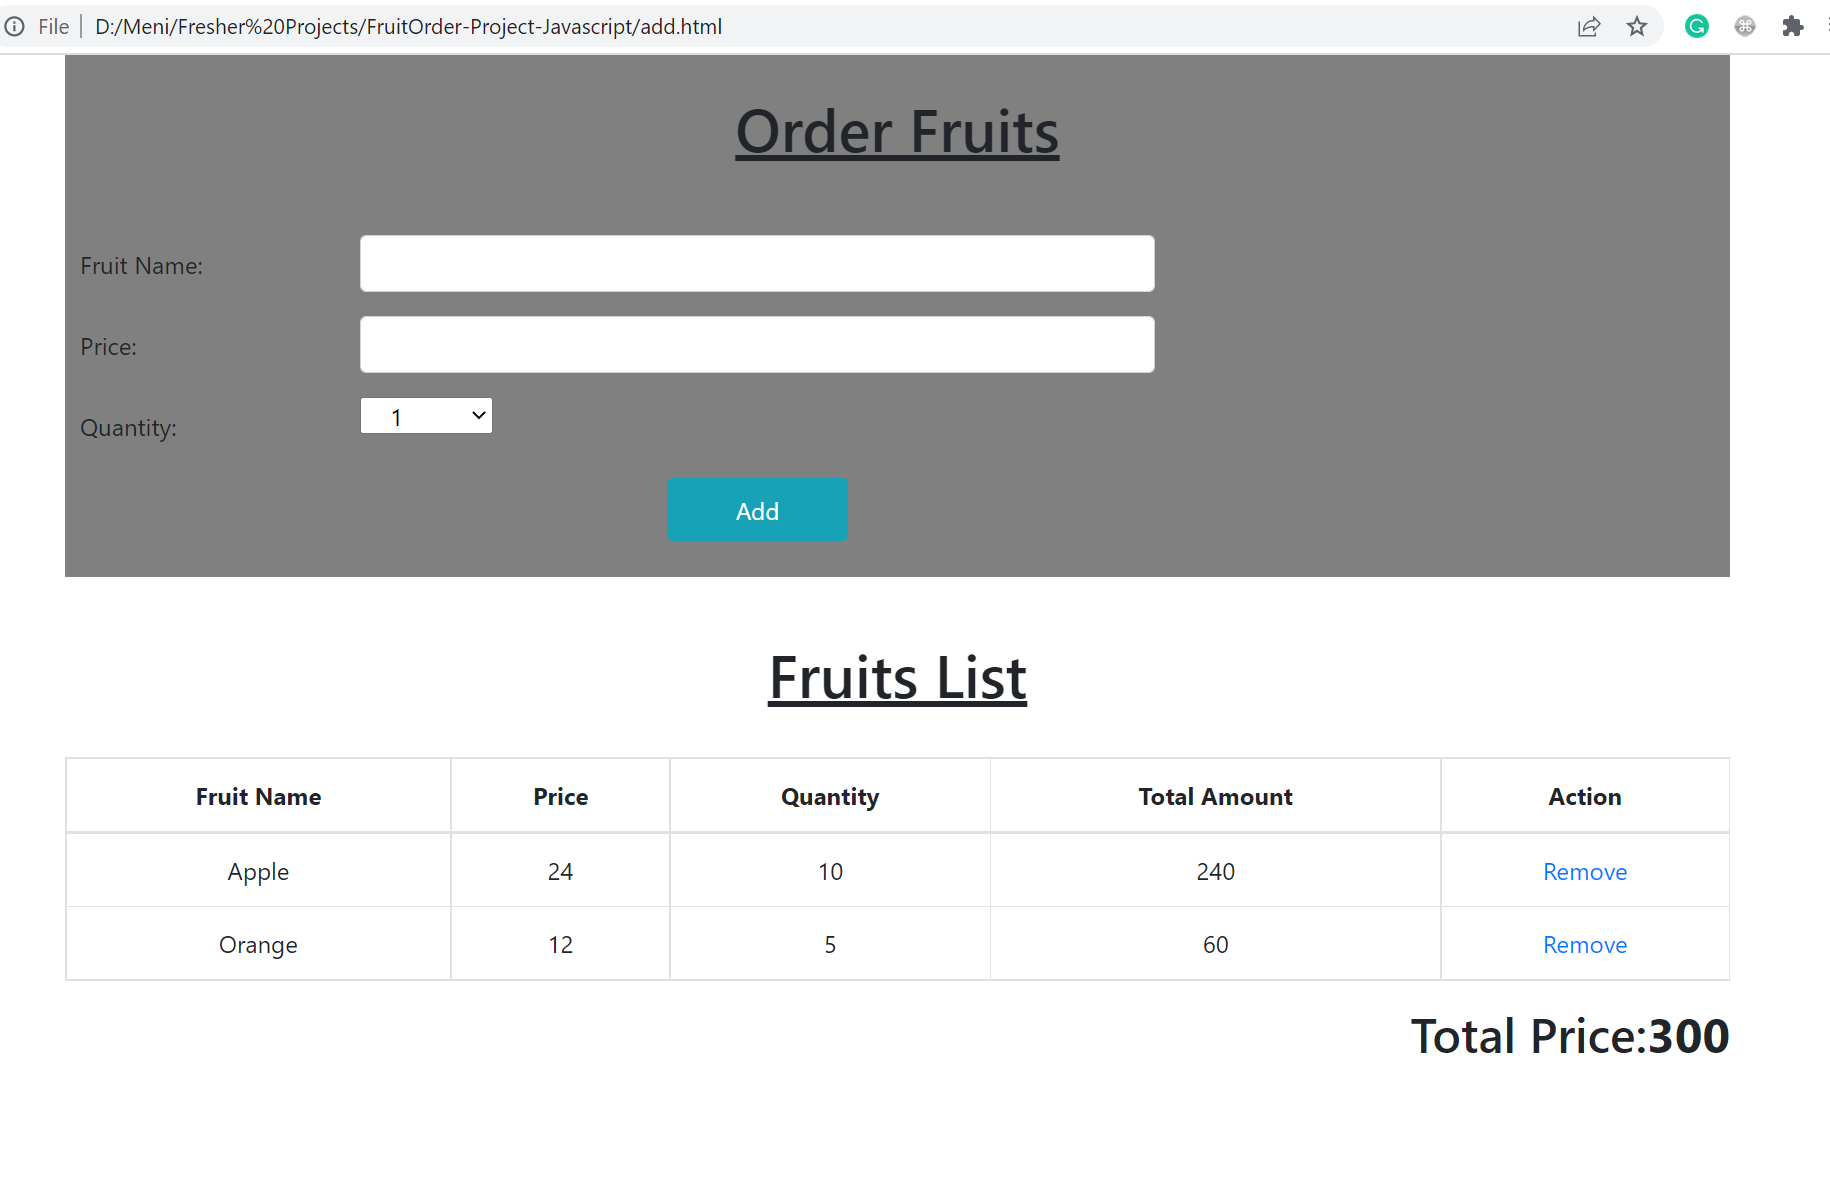 File | D:/Meni/Fresher%20Projects/FruitOrder-Project-Javascript/add.html
Order Fruits
Fruit Name:
Price:
Quantity: 1
Add
Fruits List
Fruit Name Price Quantity Total Amount Action
Apple 24 10 240 Remove
Orange 12 5 60 Remove
Total Price:300